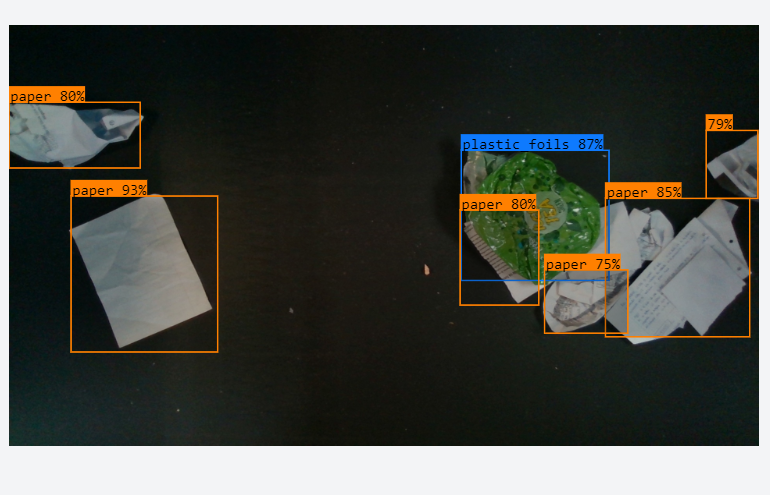 paper 80%
79%
plastic foils 87%
paper 93%
paper 85%
paper 80%
paper 75%